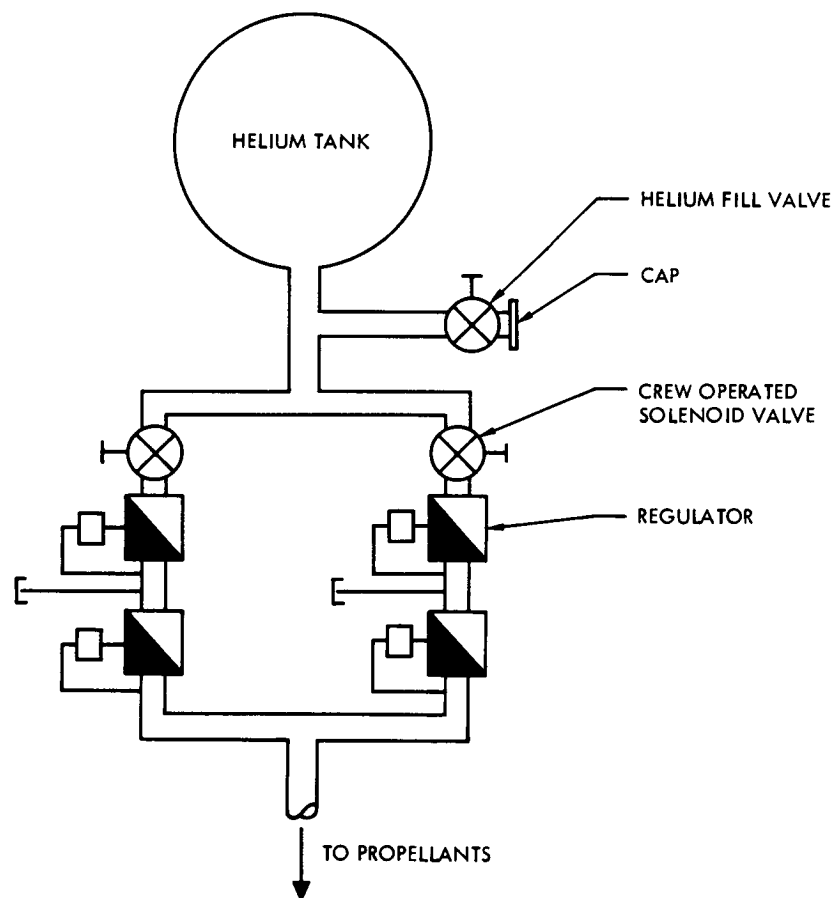 HELIUM TANK
HELIUM FILL VALVE
CAP
CREW OPERATED
SOLENOID VALVE
REGULATOR
TO PROPELLANTS